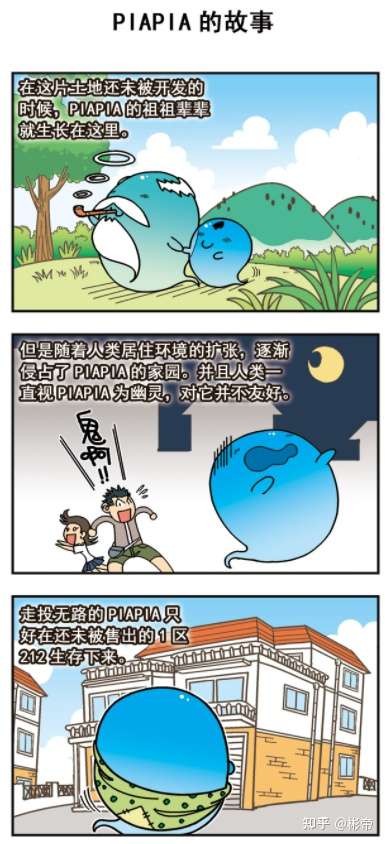 PIAPIA 的故事
在这片土地还未被开发的
时候，PIAPIA 的祖祖辈辈
就生长在这里。
但是随着人类居住环境的扩张，逐渐
侵占了 PIAPIA 的家园。并且人类一
直视 PIAPIA 为幽灵，对它并不友好。
鬼啊!!
走投无路的 PIAPIA 只
好在还未被售出的 1 区
212 生存下来。
知乎 @彬帝